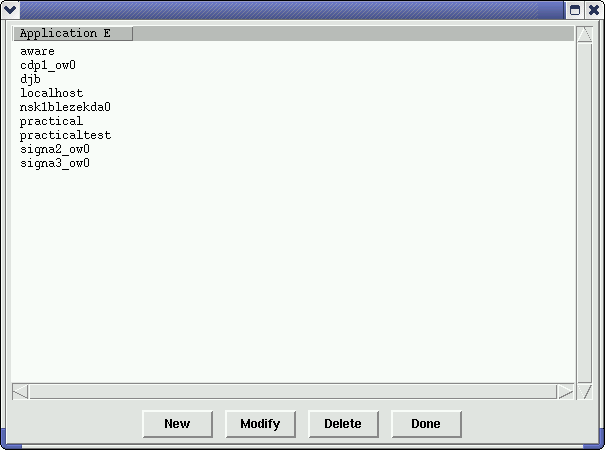 Application E
aware
cdp1_ow0
djb
localhost
nsk1blezekda0
practical
practicaltest
signa2_ow0
signa3_ow0
New Modify Delete Done